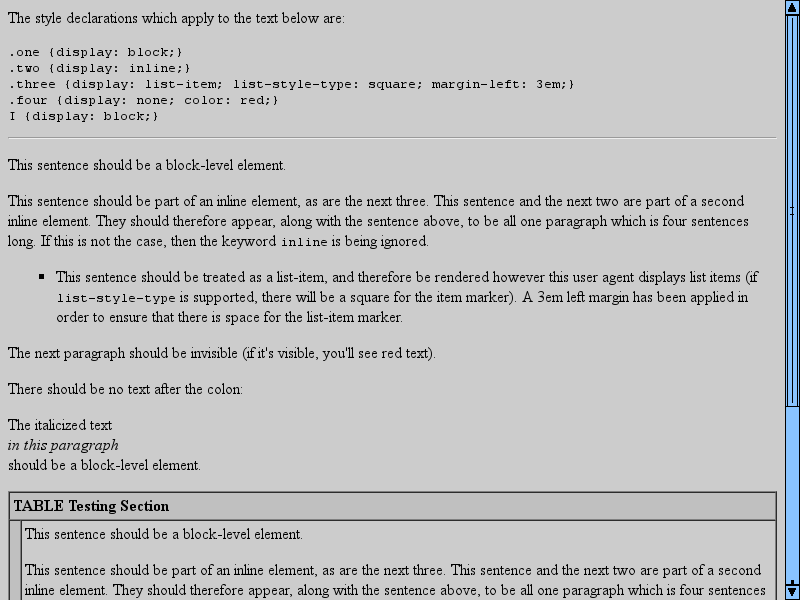 The style declarations which apply to the text below are:
.one {display: block;}
.two {display: inline;}
.three {display: list-item; list-style-type: square; margin-left: 3em;}
.four {display: none; color: red;}
I {display: block;}
This sentence should be a block-level element.
This sentence should be part of an inline element, as are the next three. This sentence and the next two are part of a second
inline element. They should therefore appear, along with the sentence above, to be all one paragraph which is four sentences
long. If this is not the case, then the keyword inline is being ignored.
This sentence should be treated as a list-item, and therefore be rendered however this user agent displays list items (if
list-style-type is supported, there will be a square for the item marker). A 3em left margin has been applied in
order to ensure that there is space for the list-item marker.
The next paragraph should be invisible (if it's visible, you'll see red text).
There should be no text after the colon:
The italicized text
in this paragraph
should be a block-level element.
TABLE Testing Section
This sentence should be a block-level element.
This sentence should be part of an inline element, as are the next three. This sentence and the next two are part of a second
inline element. They should therefore appear, along with the sentence above, to be all one paragraph which is four sentences